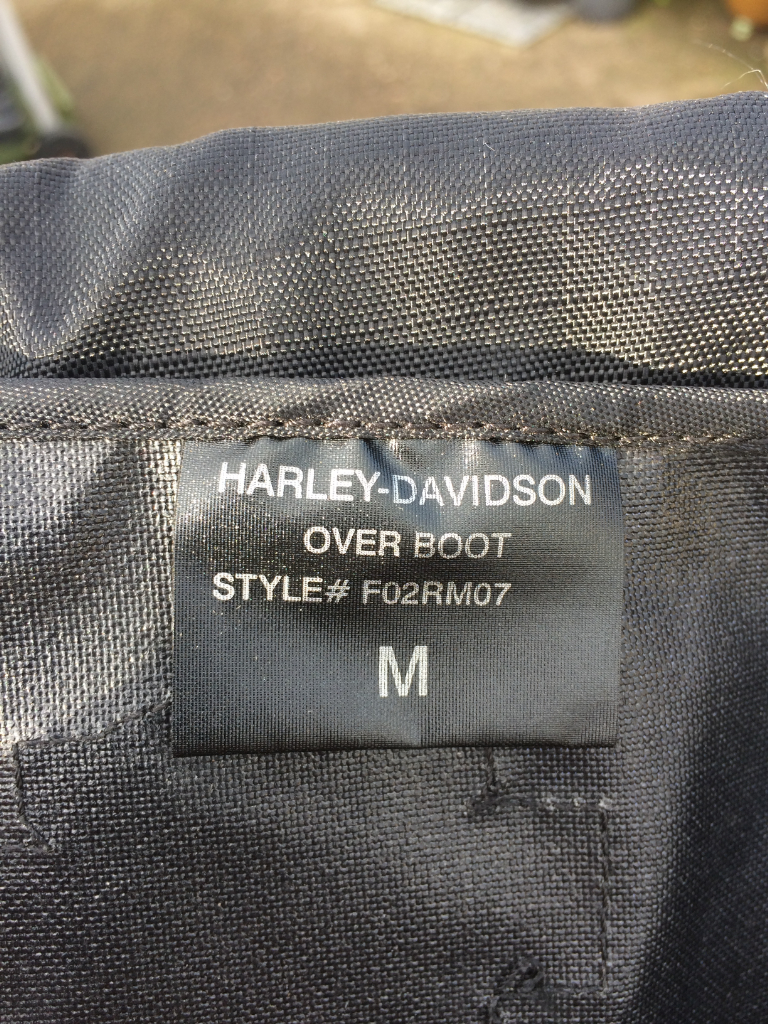 HARLEY-DAVIDSON
OVER BOOT
STYLE# F02RM07
M